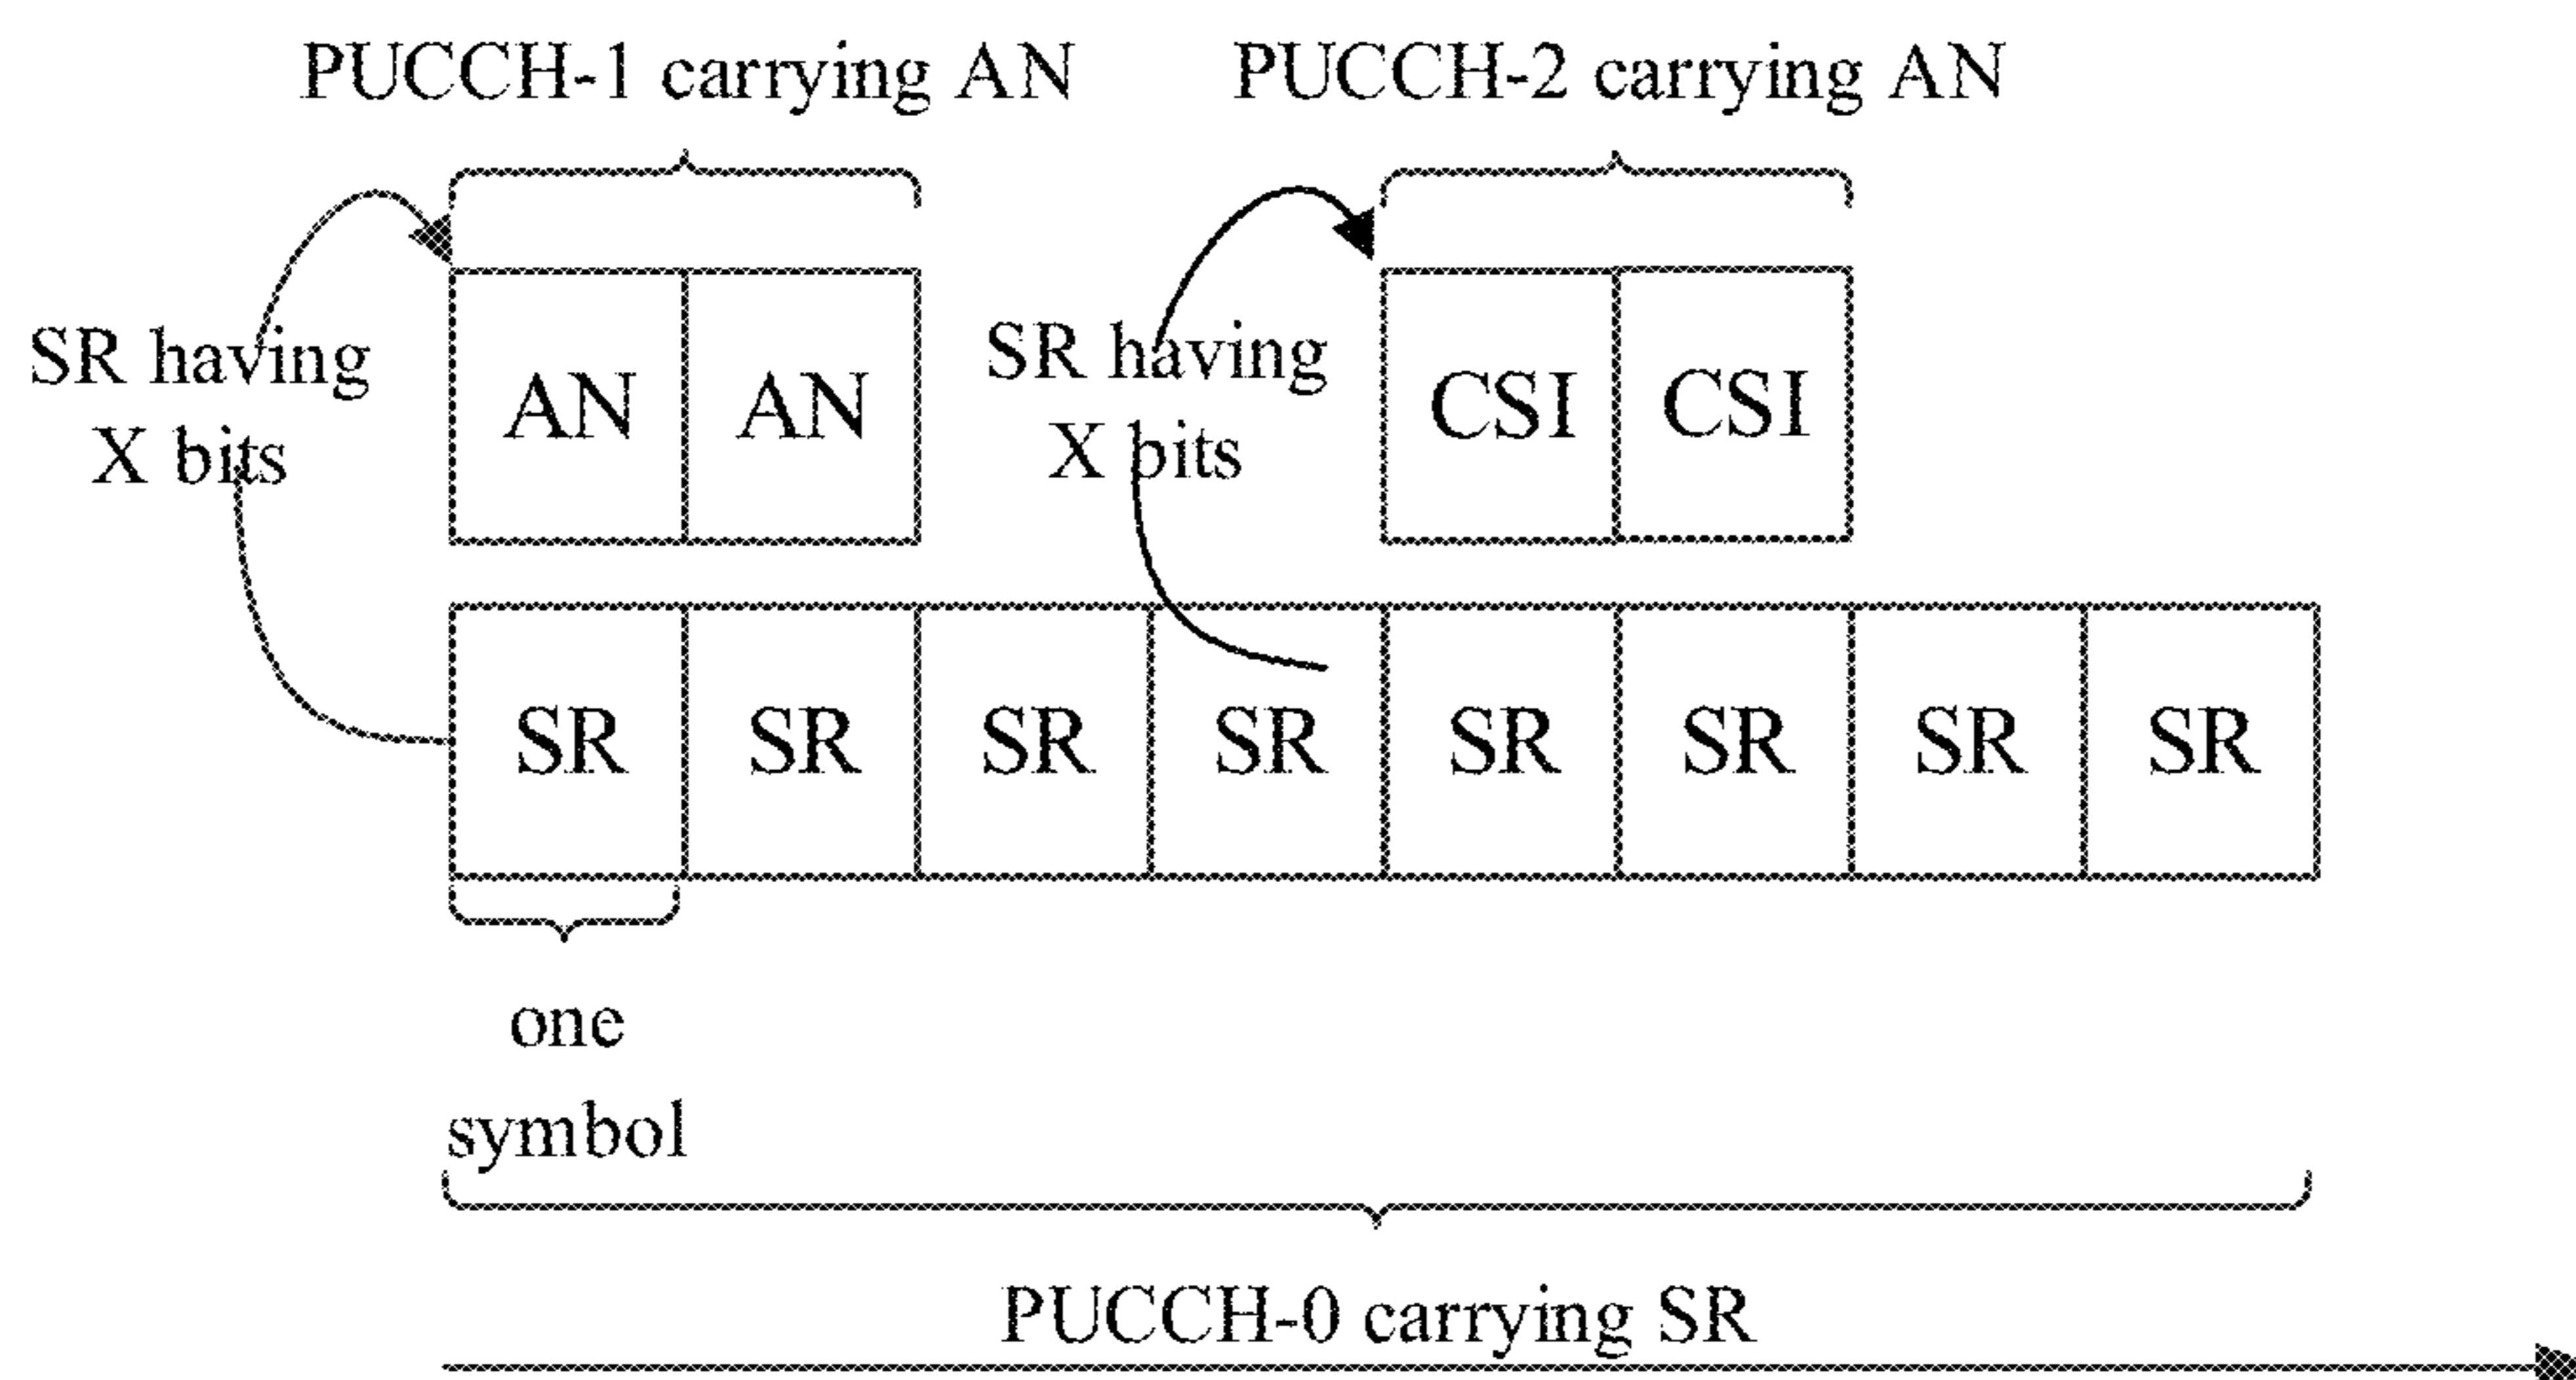 PUCCH-1 carrying AN
PUCCH-2 carrying AN
SR having
X bits
AN AN
SR having
X bits
CSI CSI
SR SR SR SR SR SR SR SR
one
symbol
PUCCH-0 carrying SR